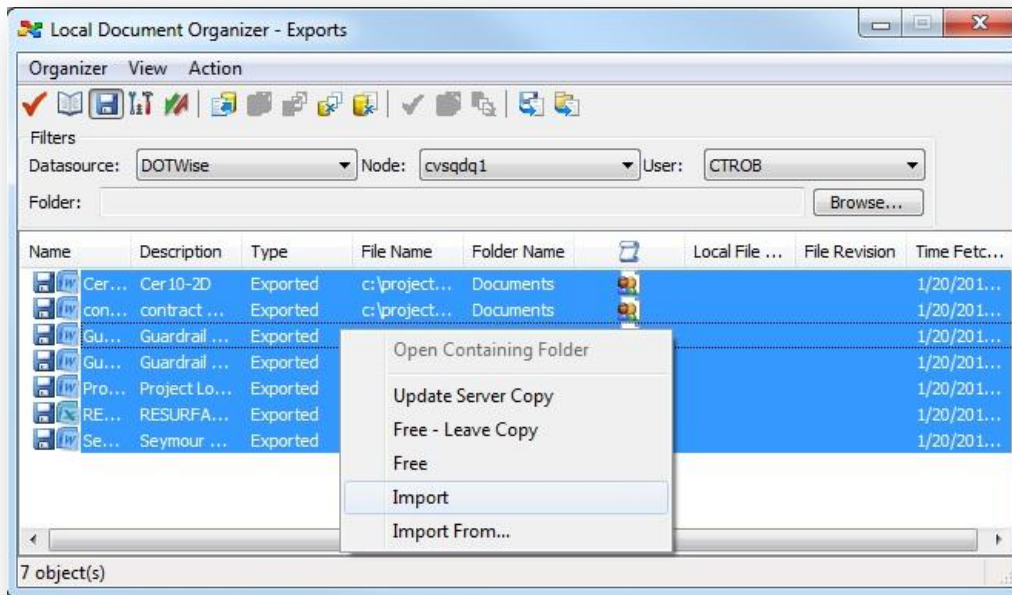 Local Document Organizer - Exports
Organizer View Action
Filters
Datasource: DOTWise Node: cvsqdq1 User: CTROB
Folder: Browse...
Name Description Type File Name Folder Name Local File ... File Revision Time Fetc...
Cer... Cer10-2D Exported c:\project... Documents 1/20/201...
con... contract ... Exported c:\project... Documents 1/20/201...
Gu... Guardrail ... Exported 1/20/201...
Gu... Guardrail ... Exported 1/20/201...
Pro... Project Lo... Exported 1/20/201...
RE... RESURFA... Exported 1/20/201...
Se... Seymour ... Exported 1/20/201...
Open Containing Folder
Update Server Copy
Free - Leave Copy
Free
Import
Import From...
7 object(s)